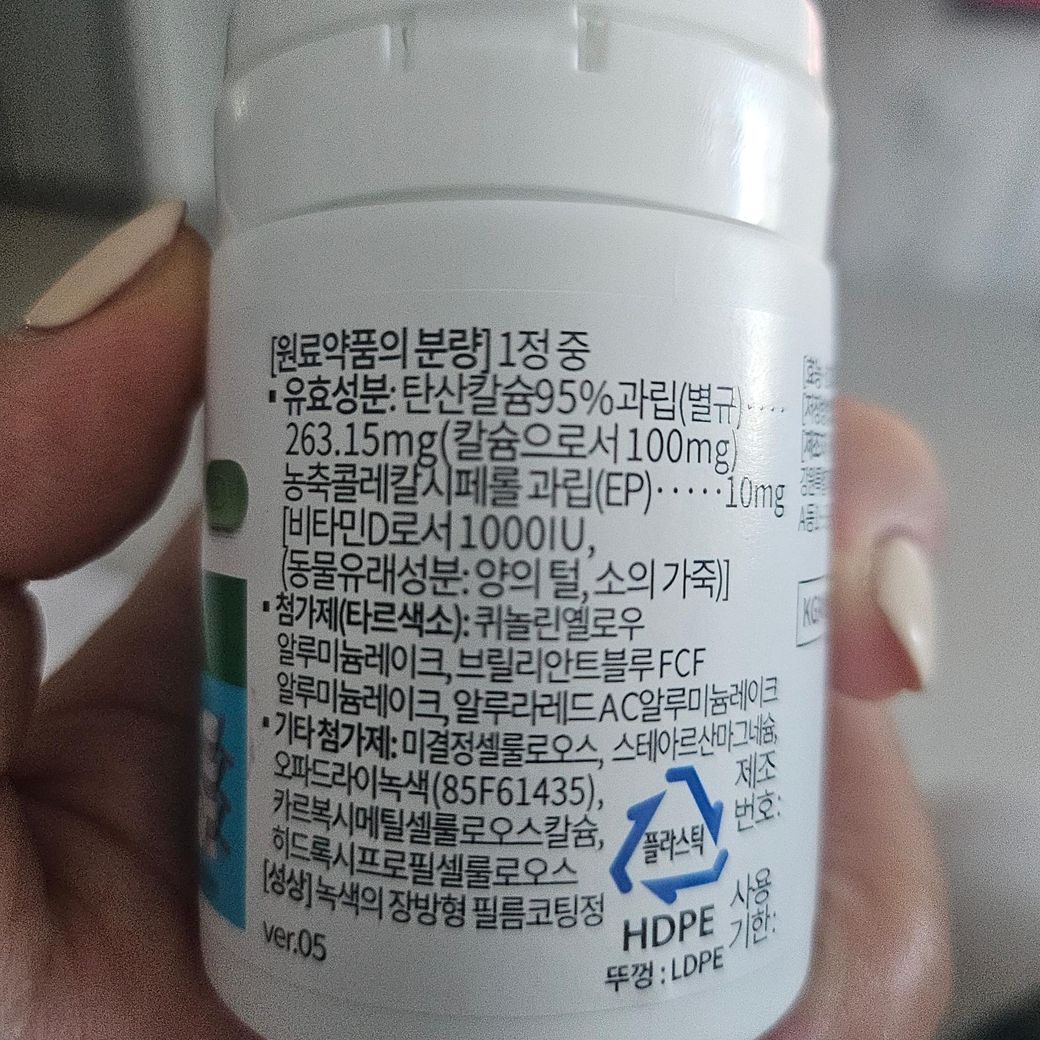 [원료약품의 분량] 1정 중
▪유효성분: 탄산칼슘95%과립(별규)····
263.15mg(칼슘으로서 100mg)
농축콜레칼시페롤 과립(EP)·····10mg
[비타민D로서 1000IU,
(동물유래성분: 양의 털, 소의 가죽)]
▪첨가제(타르색소): 퀴놀린옐로우
알루미늄레이크, 브릴리안트블루FCF
알루미늄레이크, 알루라레드AC알루미늄레이크
▪기타 첨가제: 미결정셀룰로오스, 스테아르산마그네슘,
오파드라이녹색(85F61435),
카르복시메틸셀룰로오스칼슘,
히드록시프로필셀룰로오스
[성상] 녹색의 장방형 필름코팅정
ver.05
플라스틱
HDPE
뚜껑 : LDPE
제조
번호:
사용
기한: